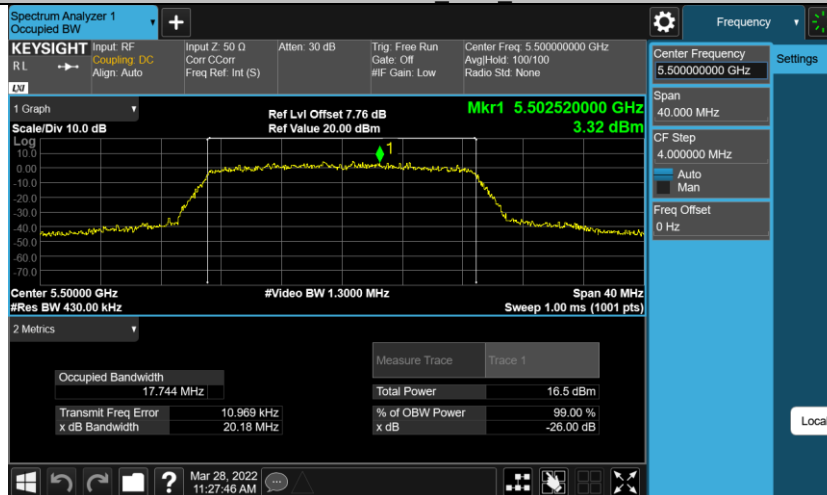 Spectrum Analyzer 1
Occupied BW
Frequency
KEYSIGHT
Input: RF
Coupling: DC
Align: Auto
R L
LXI
Input Z: 50 Ω
Corr CCorr
Freq Ref: Int (S)
Atten: 30 dB
Trig: Free Run
Gate: Off
#IF Gain: Low
Center Freq: 5.500000000 GHz
Avg|Hold: 100/100
Radio Std: None
Center Frequency
5.500000000 GHz
Settings
Span
40.000 MHz
CF Step
4.000000 MHz
Auto
Man
Freq Offset
0 Hz
1 Graph
Scale/Div 10.0 dB
Ref Lvl Offset 7.76 dB
Ref Value 20.00 dBm
Mkr1 5.502520000 GHz
3.32 dBm
Log
10.0
0.00
-10.0
-20.0
-30.0
-40.0
-50.0
-60.0
-70.0
1
Center 5.50000 GHz
#Res BW 430.00 kHz
#Video BW 1.3000 MHz
Span 40 MHz
Sweep 1.00 ms (1001 pts)
2 Metrics
Measure Trace
Trace 1
Occupied Bandwidth
17.744 MHz
Total Power
16.5 dBm
Transmit Freq Error
10.969 kHz
% of OBW Power
99.00 %
x dB Bandwidth
20.18 MHz
x dB
-26.00 dB
Local
?
Mar 28, 2022
11:27:46 AM